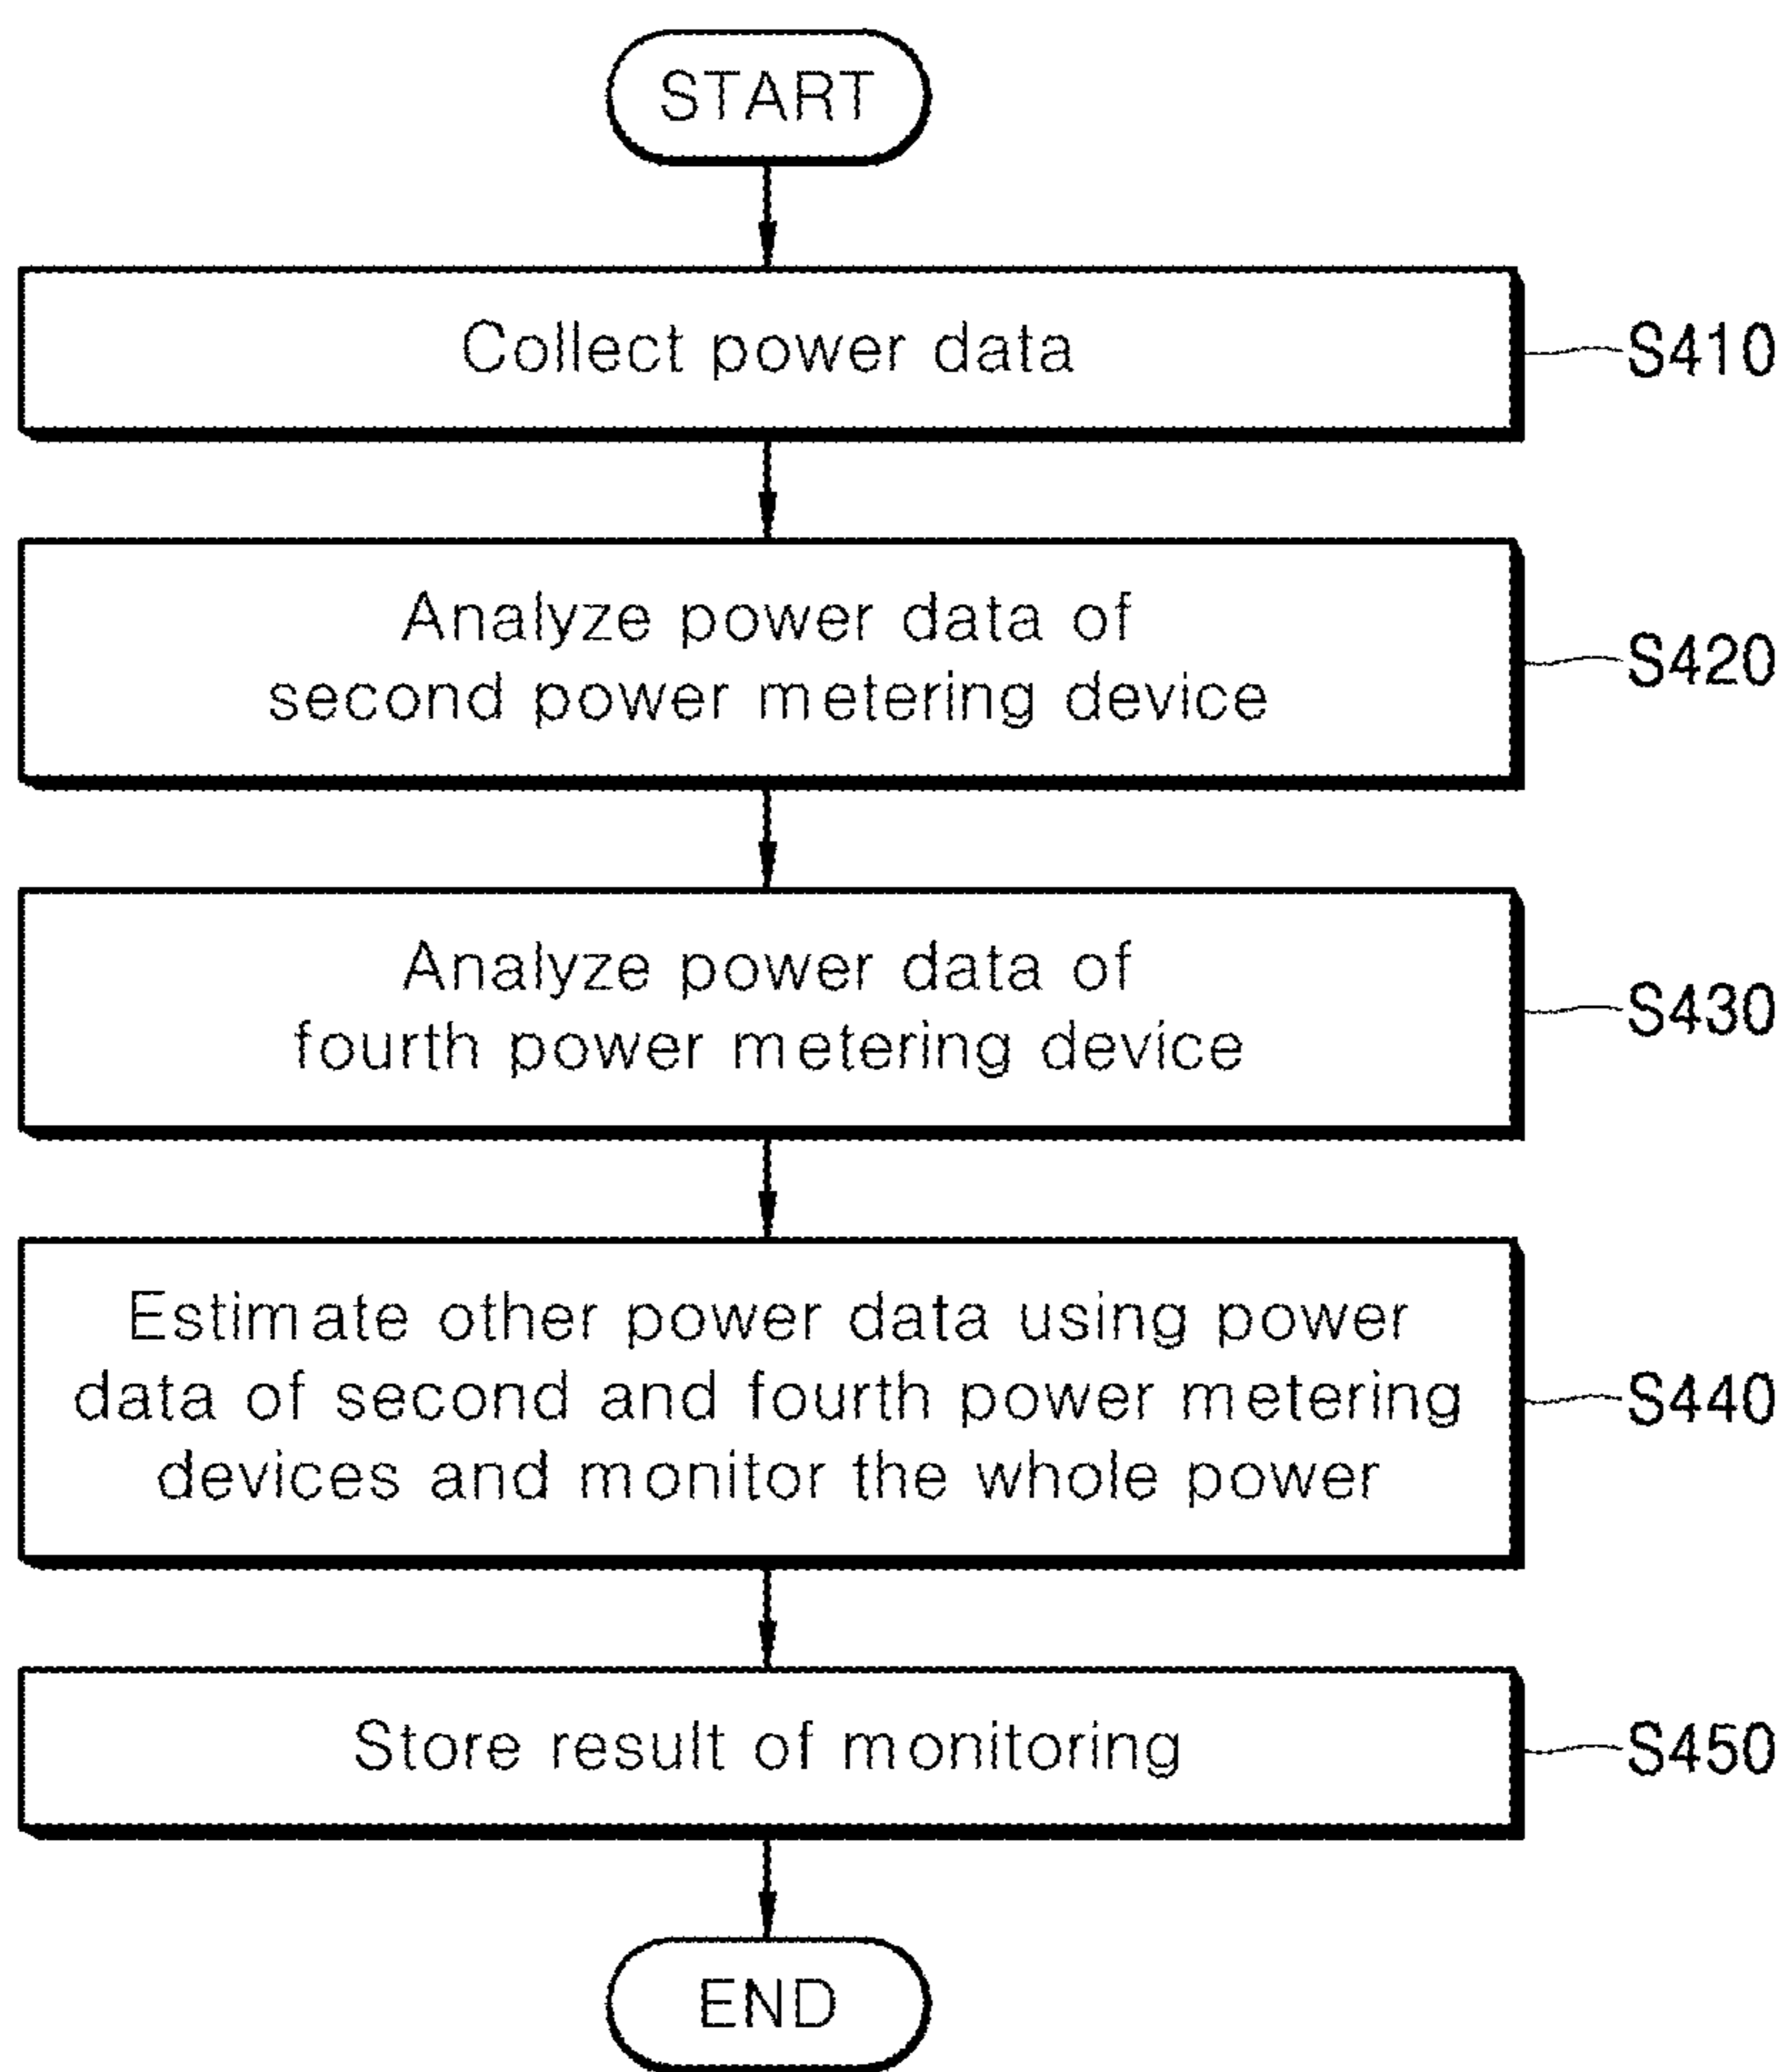 START
Collect power data
S410
Analyze power data of
second power metering device
S420
Analyze power data of
fourth power metering device
S430
Estimate other power data using power
data of second and fourth power metering
devices and monitor the whole power
S440
Store result of monitoring
S450
END